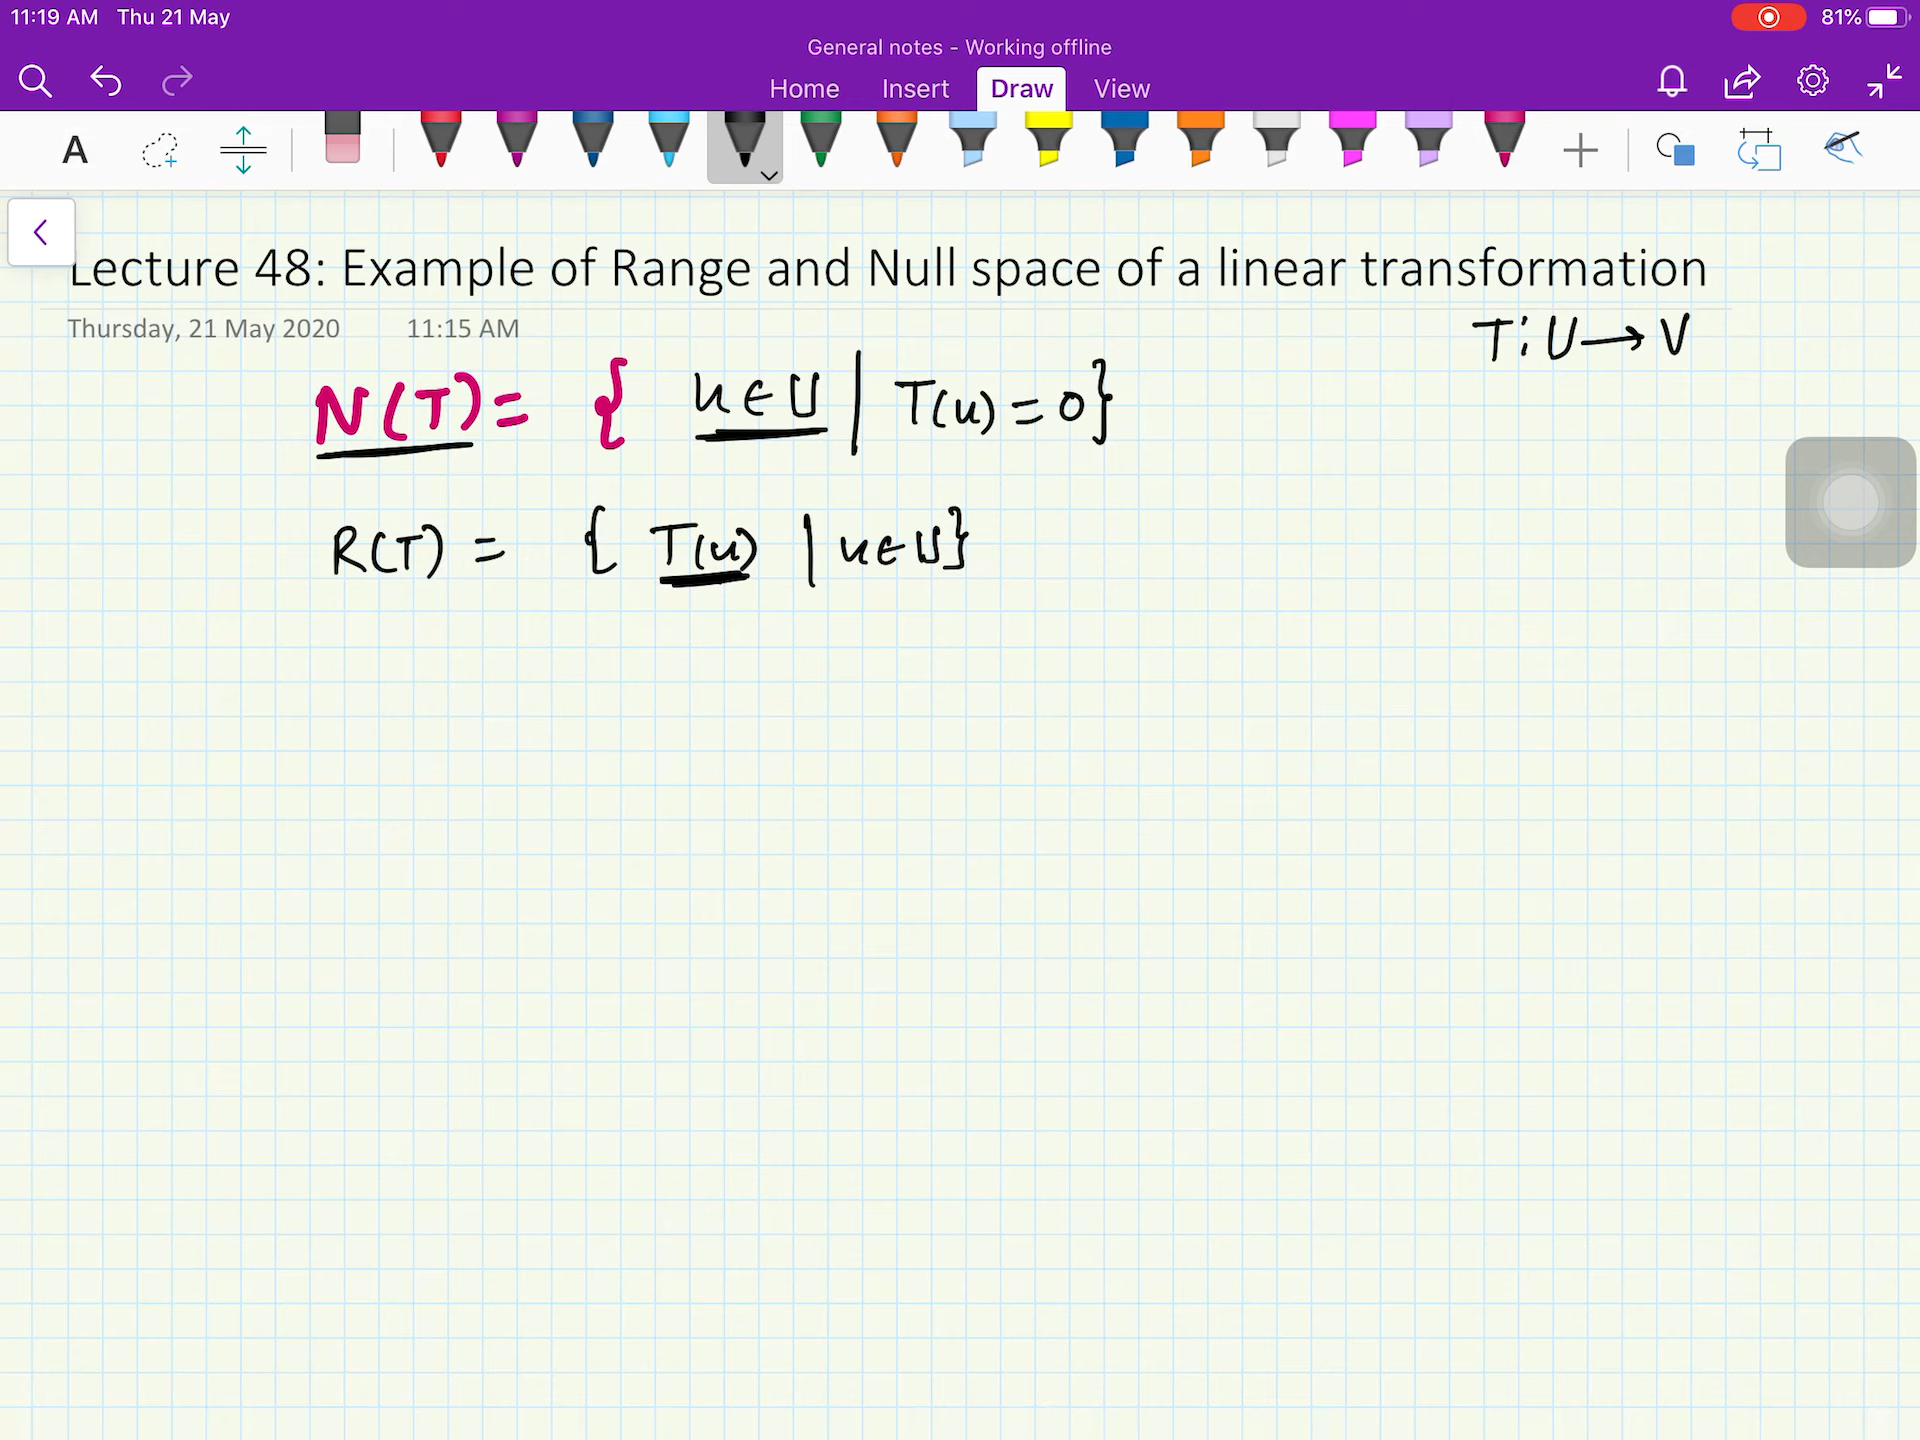 11:19 AM Thu 21 May 81%
General notes - Working offline
Home Insert Draw View
A
Lecture 48: Example of Range and Null space of a linear transformation
Thursday, 21 May 2020 11:15 AM
T: U → V
N(T) = { u ∈ U | T(u) = 0 }
R(T) = { T(u) | u ∈ U }